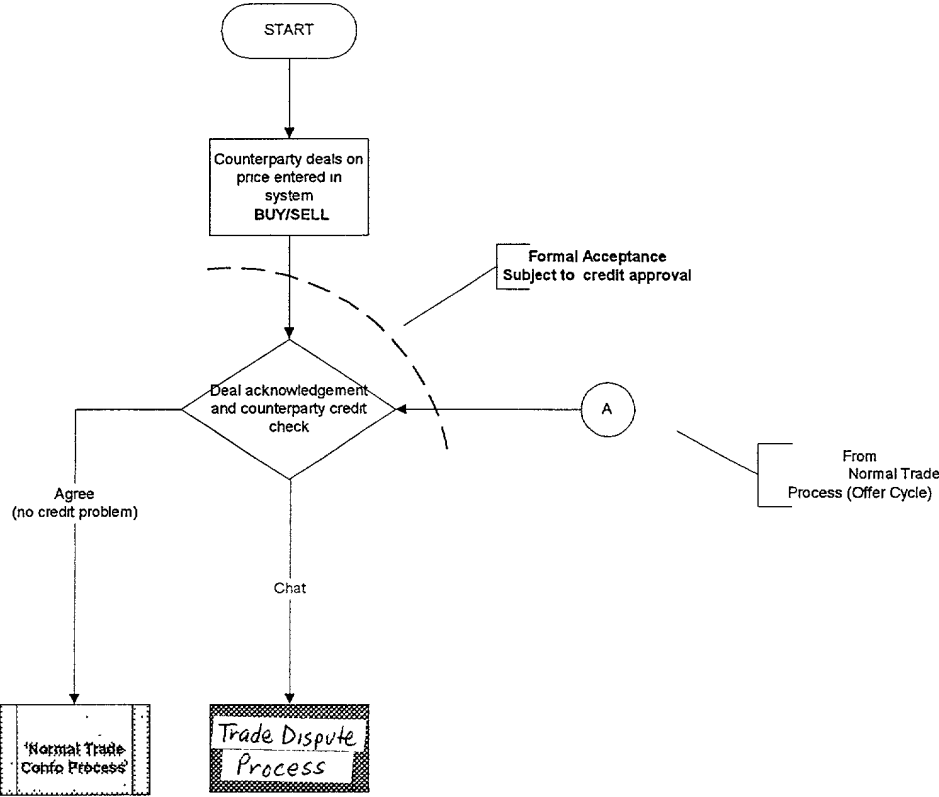 START
Counterparty deals on
price entered in
system
BUY/SELL
Formal Acceptance
Subject to credit approval
Deal acknowledgement
and counterparty credit
check
A
From
Normal Trade
Process (Offer Cycle)
Agree
(no credit problem)
Chat
'Normal Trade
Confo Process'
Trade Dispute
Process